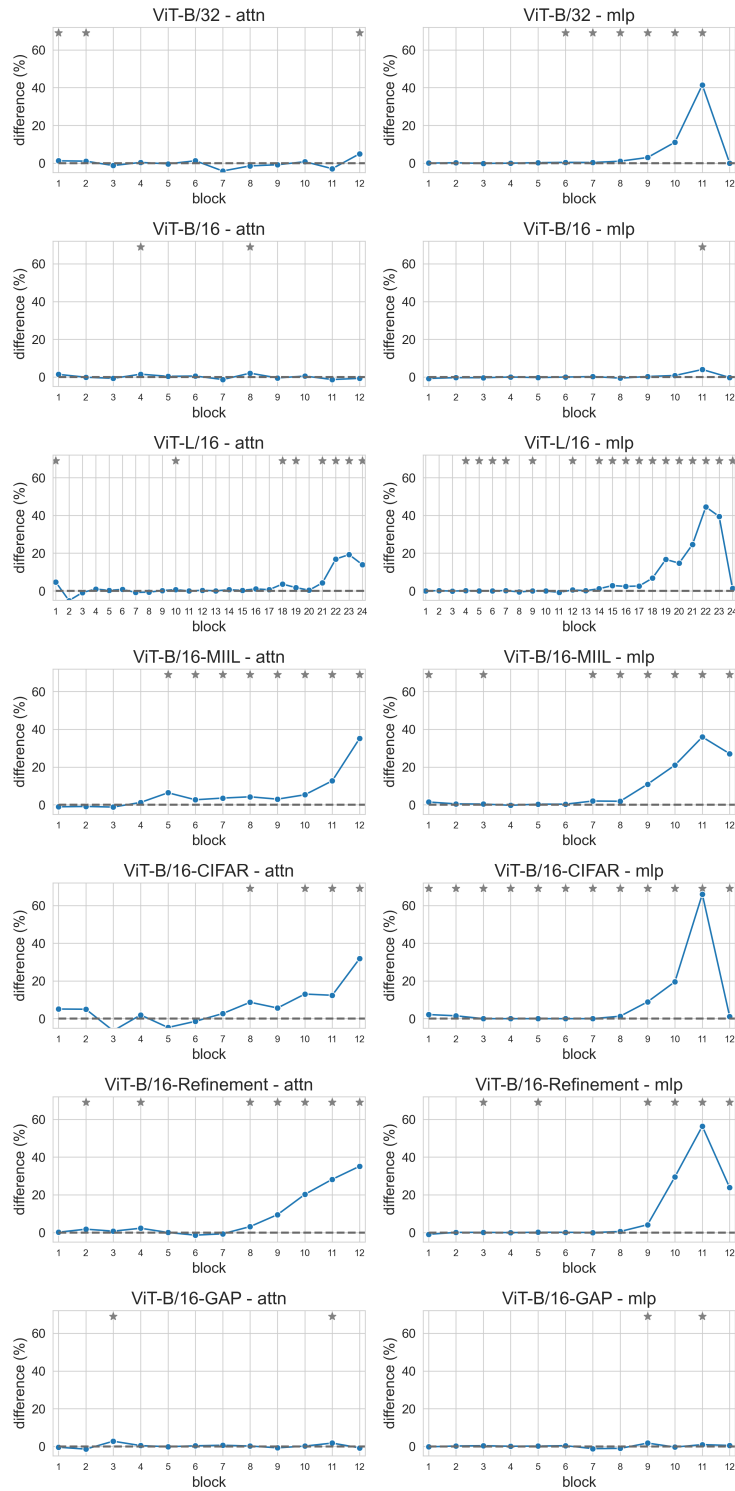 ViT-B/32 - attn
difference (%)
60
40
20
0
1 2 3 4 5 6 7 8 9 10 11 12
block
ViT-B/32 - mlp
difference (%)
60
40
20
0
1 2 3 4 5 6 7 8 9 10 11 12
block
ViT-B/16 - attn
difference (%)
60
40
20
0
1 2 3 4 5 6 7 8 9 10 11 12
block
ViT-B/16 - mlp
difference (%)
60
40
20
0
1 2 3 4 5 6 7 8 9 10 11 12
block
ViT-L/16 - attn
difference (%)
60
40
20
0
1 2 3 4 5 6 7 8 9 10 11 12 13 14 15 16 17 18 19 20 21 22 23 24
block
ViT-L/16 - mlp
difference (%)
60
40
20
0
1 2 3 4 5 6 7 8 9 10 11 12 13 14 15 16 17 18 19 20 21 22 23 24
block
ViT-B/16-MIIL - attn
difference (%)
60
40
20
0
1 2 3 4 5 6 7 8 9 10 11 12
block
ViT-B/16-MIIL - mlp
difference (%)
60
40
20
0
1 2 3 4 5 6 7 8 9 10 11 12
block
ViT-B/16-CIFAR - attn
difference (%)
60
40
20
0
1 2 3 4 5 6 7 8 9 10 11 12
block
ViT-B/16-CIFAR - mlp
difference (%)
60
40
20
0
1 2 3 4 5 6 7 8 9 10 11 12
block
ViT-B/16-Refinement - attn
difference (%)
60
40
20
0
1 2 3 4 5 6 7 8 9 10 11 12
block
ViT-B/16-Refinement - mlp
difference (%)
60
40
20
0
1 2 3 4 5 6 7 8 9 10 11 12
block
ViT-B/16-GAP - attn
difference (%)
60
40
20
0
1 2 3 4 5 6 7 8 9 10 11 12
block
ViT-B/16-GAP - mlp
difference (%)
60
40
20
0
1 2 3 4 5 6 7 8 9 10 11 12
block